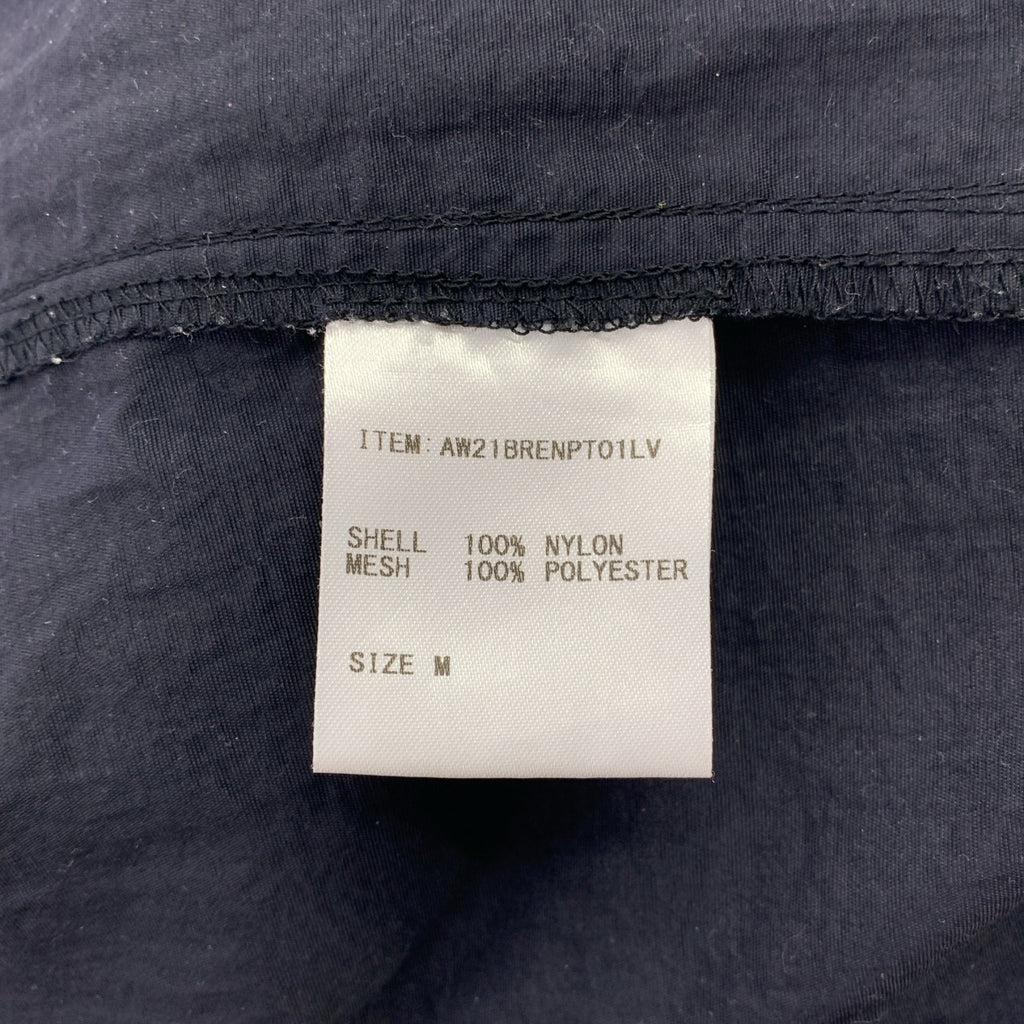 ITEM: AW21BRENPT01LV
SHELL 100% NYLON
MESH 100% POLYESTER
SIZE M